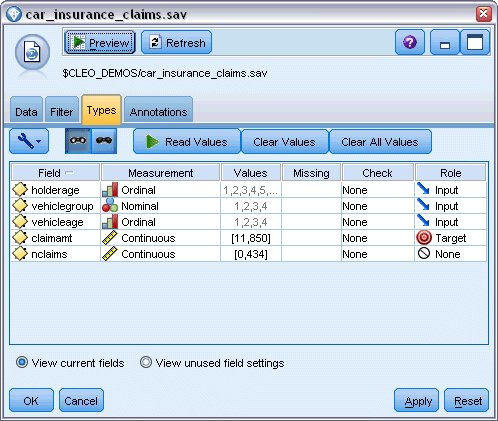 car_insurance_claims.sav
Preview Refresh
$CLEO_DEMOS/car_insurance_claims.sav
Data Filter Types Annotations
Read Values Clear Values Clear All Values
Field Measurement Values Missing Check Role
holderage Ordinal 1,2,3,4,5,... None Input
vehiclegroup Nominal 1,2,3,4 None Input
vehicleage Ordinal 1,2,3,4 None Input
claimamt Continuous [11,850] None Target
nclaims Continuous [0,434] None None
View current fields View unused field settings
OK Cancel Apply Reset